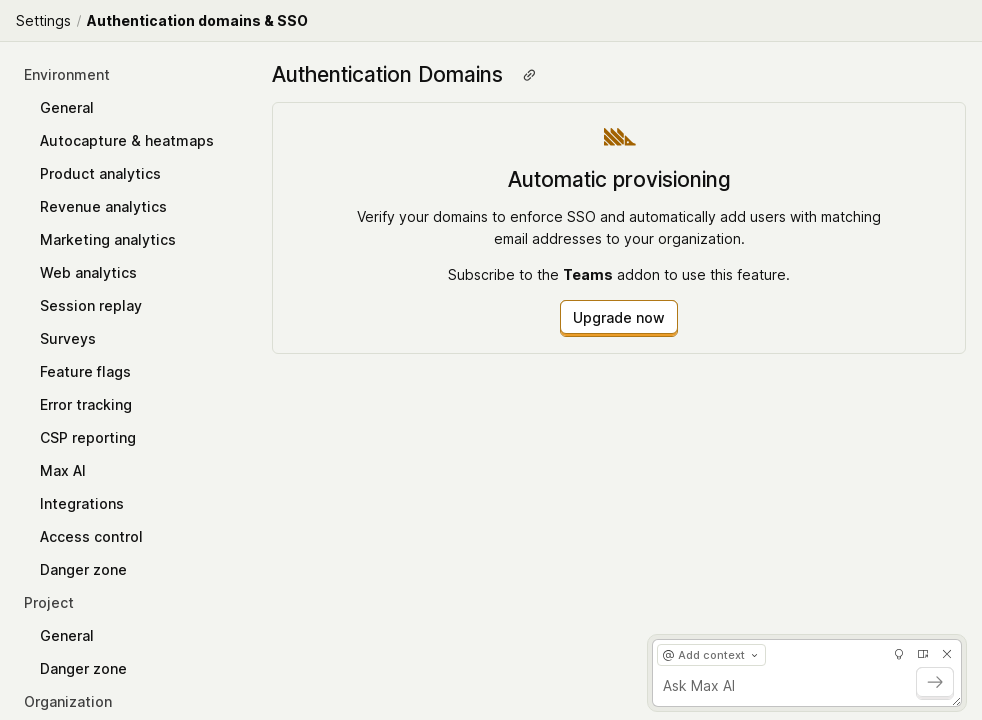 Settings / Authentication domains & SSO
Environment
General
Autocapture & heatmaps
Product analytics
Revenue analytics
Marketing analytics
Web analytics
Session replay
Surveys
Feature flags
Error tracking
CSP reporting
Max AI
Integrations
Access control
Danger zone
Project
General
Danger zone
Organization
Authentication Domains
Automatic provisioning
Verify your domains to enforce SSO and automatically add users with matching
email addresses to your organization.
Subscribe to the Teams addon to use this feature.
Upgrade now
@ Add context
Ask Max AI